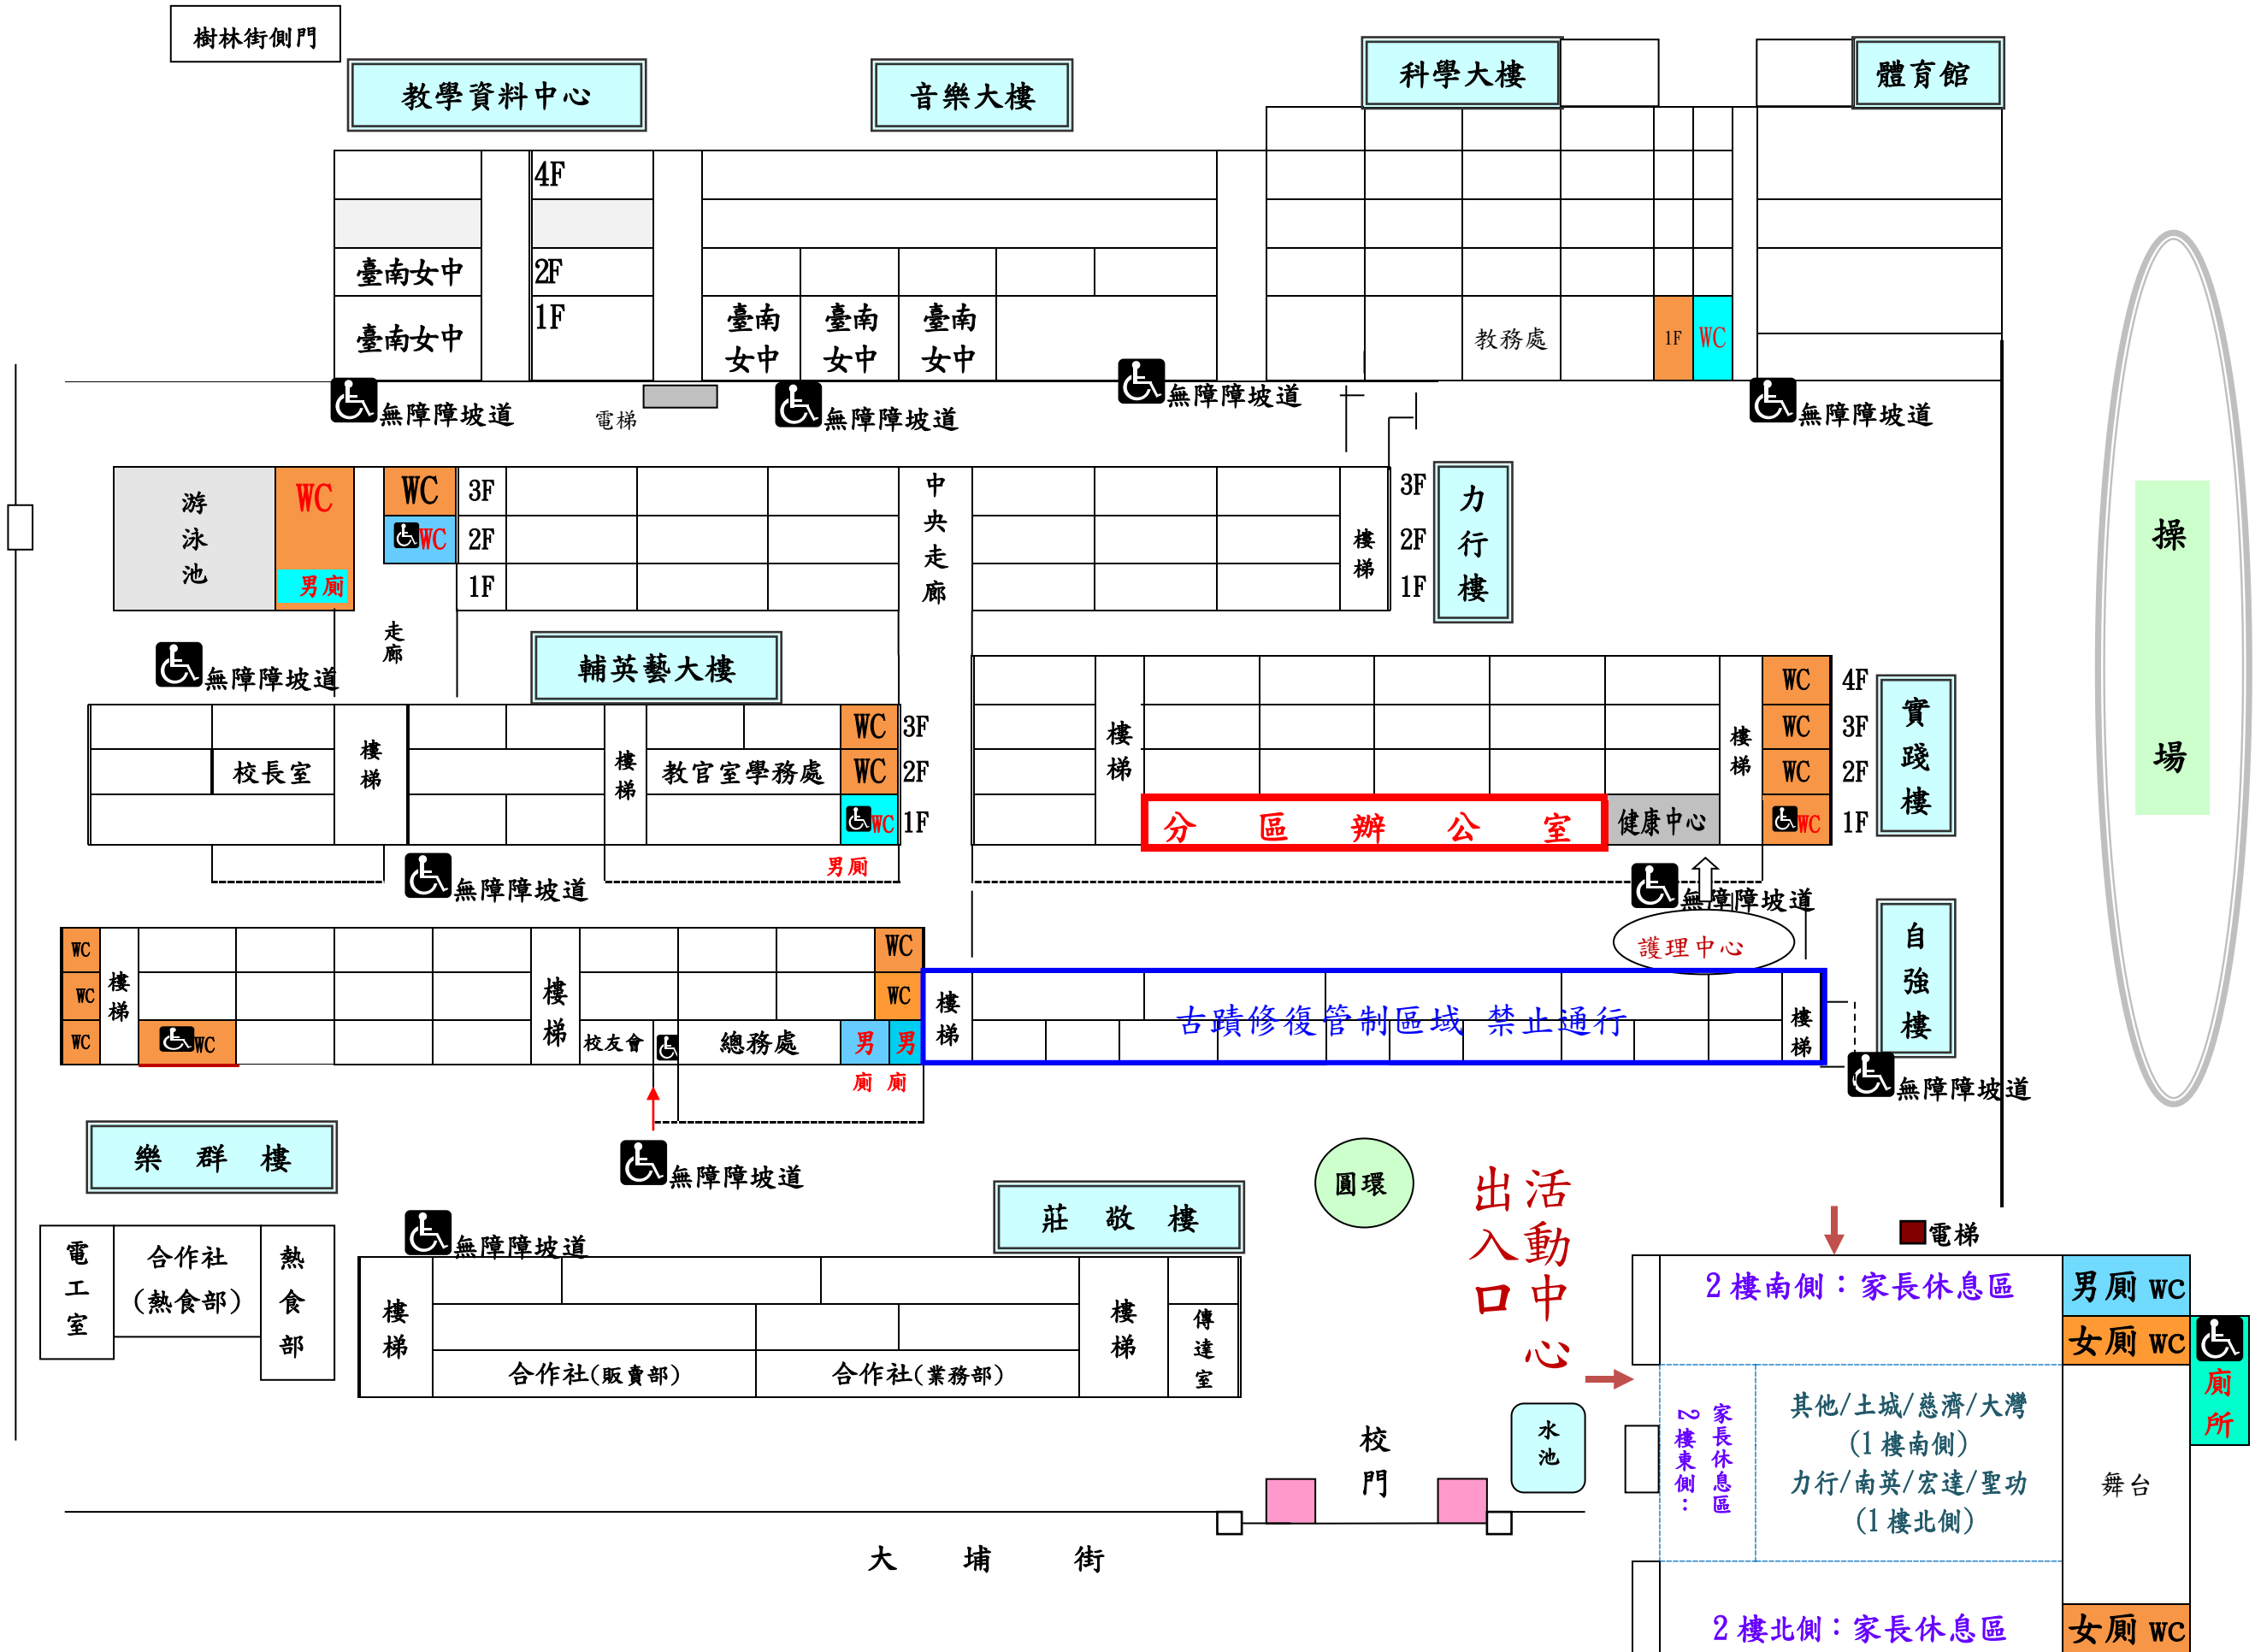 樹林街側門
教學資料中心
音樂大樓
科學大樓
體育館
4F
臺南女中
2F
臺南女中
1F
臺南女中
臺南女中
臺南女中
教務處
1F
WC
無障障坡道
電梯
無障障坡道
無障障坡道
無障障坡道
游泳池
WC
男廁
WC
WC
3F
2F
1F
中央走廊
樓梯
3F
2F
1F
力行樓
操場
走廊
無障障坡道
輔英藝大樓
校長室
樓梯
樓梯
教官室學務處
WC
WC
WC
3F
2F
1F
男厠
樓梯
樓梯
WC
WC
WC
WC
4F
3F
2F
1F
實踐樓
分區辦公室
健康中心
無障障坡道
無障障坡道
護理中心
自強樓
WC
WC
WC
樓梯
WC
樓梯
校友會
總務處
WC
WC
男廁
男廁
樓梯
古蹟修復管制區域 禁止通行
樓梯
無障障坡道
無障障坡道
樂群樓
莊敬樓
圓環
活動中心
出入口
電工室
合作社
(熱食部)
熱食部
無障障坡道
樓梯
合作社(販賣部)
合作社(業務部)
樓梯
傳達室
電梯
2樓南側：家長休息區
男厠 WC
女厠 WC
廁所
2樓東側：
家長休息區
其他/土城/慈濟/大灣
(1樓南側)
力行/南英/宏達/聖功
(1樓北側)
舞台
2樓北側：家長休息區
女厠 WC
水池
校門
大埔街